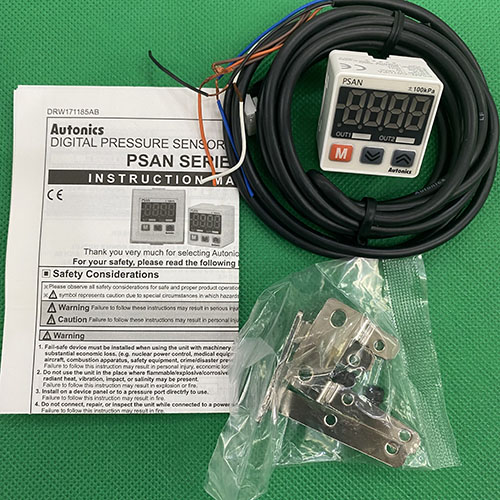 DRW171185AB
Autonics
DIGITAL PRESSURE SENSOR
PSAN SERIE
INSTRUCTION MA
CE
Thank you very much for selecting Autonic
For your safety, please read the following
■ Safety Considerations
※Please observe all safety considerations for safe and proper product operation
※⚠ symbol represents caution due to special circumstances in which hazards
⚠ Warning Failure to follow these instructions may result in serious
⚠ Caution Failure to follow these instructions may result in personal inju
⚠ Warning
1. Fail-safe device must be installed when using the unit with machinery
substantial economic loss. (e.g. nuclear power control, medical equip
aircraft, combustion apparatus, safety equipment, crime/disaster
Failure to follow this instruction may result in personal injury, economic
2. Do not use the unit in the place where flammable/explosive/corrosive
radiant heat, vibration, impact, or salinity may be present.
Failure to follow this instruction may result in explosion or fire.
3. Install on a device panel or to a pressure port directly to use.
Failure to follow this instruction may result in fire.
4. Do not connect, repair, or inspect the unit while connected to a power
Failure to follow this instruction may result in fire.
PSAN
±100kPa
8.8.8.8.
OUT1 OUT2
M
Autonics
Autonics